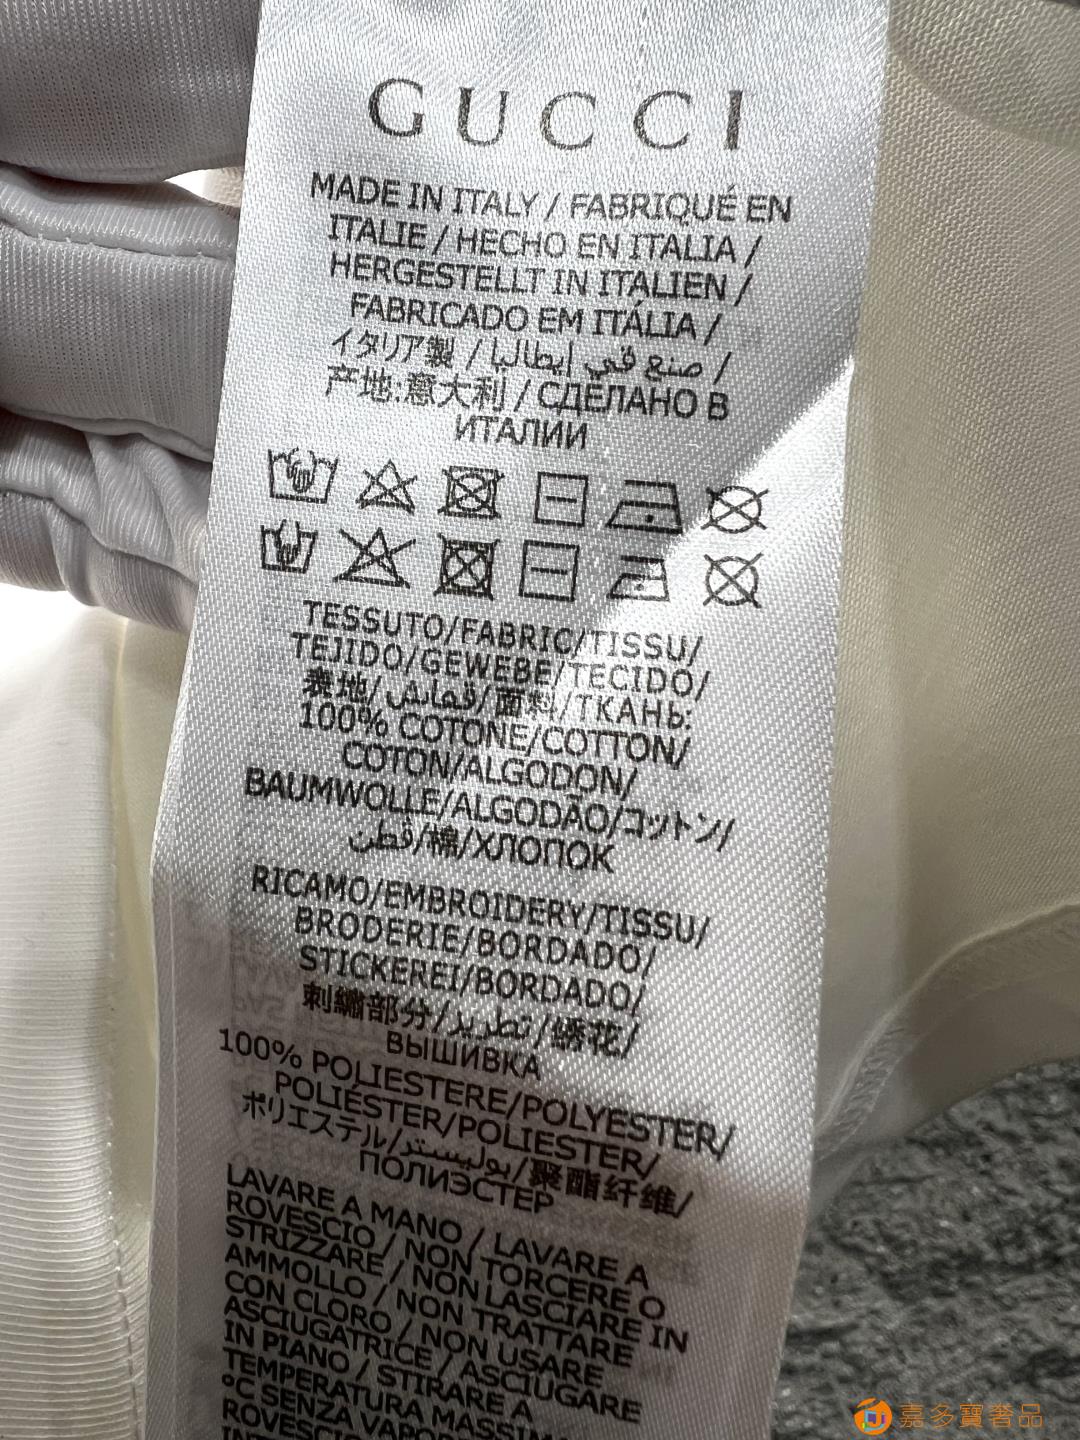 GUCCI
MADE IN ITALY / FABRIQUÉ EN
ITALIE / HECHO EN ITALIA /
HERGESTELLT IN ITALIEN /
FABRICADO EM ITÁLIA /
イタリア製 / صنع في إيطاليا /
产地:意大利 / СДЕЛАНО В
ИТАЛИИ
TESSUTO/FABRIC/TISSU/
TEJIDO/GEWEBE/TECIDO/
表地/قماش/面料/ТКАНЬ:
100% COTONE/COTTON/
COTON/ALGODON/
BAUMWOLLE/ALGODÃO/コットン/
قطن/棉/ХЛОПОК
RICAMO/EMBROIDERY/TISSU/
BRODERIE/BORDADO/
STICKEREI/BORDADO/
刺繍部分/تطريز/绣花/
ВЫШИВКА
100% POLIESTERE/POLYESTER/
POLIÉSTER/POLIESTER/
ポリエステル/بوليستر/聚酯纤维/
ПОЛИЭСТЕР
LAVARE A MANO / LAVARE A
ROVESCIO / NON TORCERE O
STRIZZARE / NON LASCIARE IN
AMMOLLO / NON TRATTARE
CON CLORO / NON USARE
ASCIUGATRICE / ASCIUGARE
IN PIANO / STIRARE A
TEMPERATURA MASSIM
°C SENZA VAPOR
ROVESCIO
嘉多寶奢品